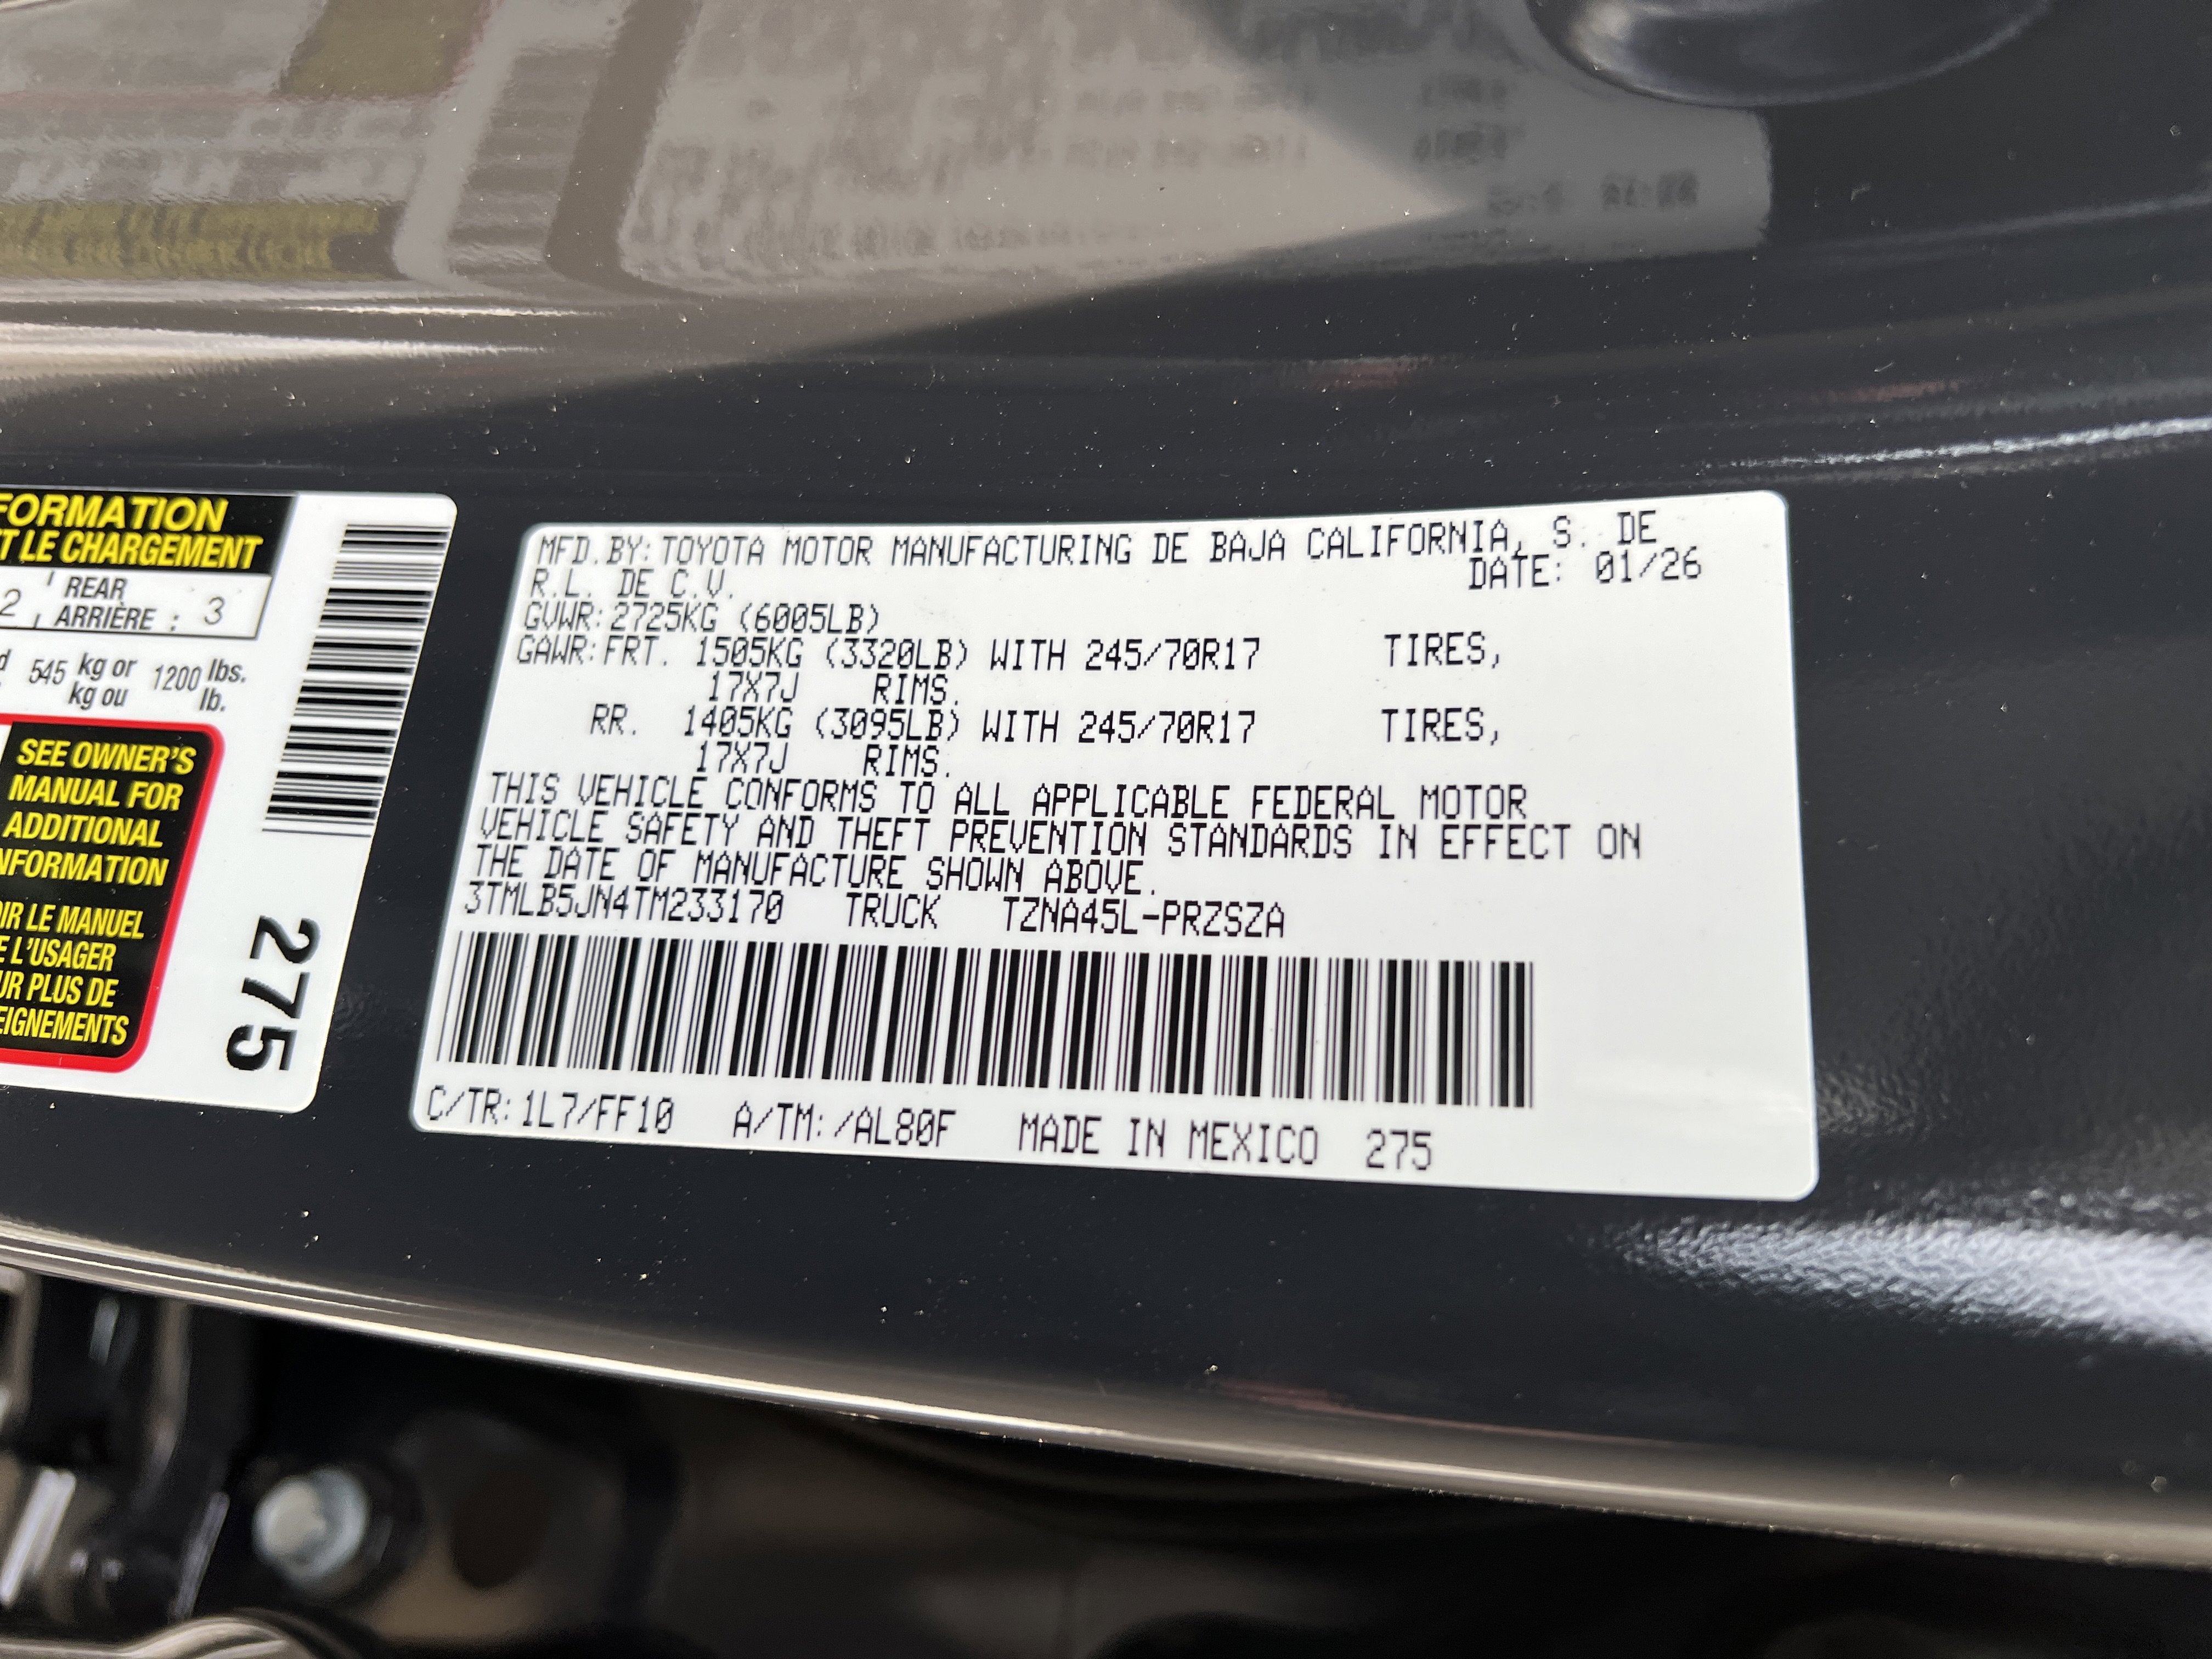 FORMATION
T LE CHARGEMENT
2 REAR
ARRIÈRE : 3
545 kg or 1200 lbs.
kg ou lb.
SEE OWNER'S
MANUAL FOR
ADDITIONAL
NFORMATION
OIR LE MANUEL
E L'USAGER
UR PLUS DE
EIGNEMENTS
275
MFD.BY:TOYOTA MOTOR MANUFACTURING DE BAJA CALIFORNIA, S. DE
R.L. DE C.V. DATE: 01/26
GVWR:2725KG (6005LB)
GAWR:FRT. 1505KG (3320LB) WITH 245/70R17 TIRES,
17X7J RIMS.
RR. 1405KG (3095LB) WITH 245/70R17 TIRES,
17X7J RIMS.
THIS VEHICLE CONFORMS TO ALL APPLICABLE FEDERAL MOTOR
VEHICLE SAFETY AND THEFT PREVENTION STANDARDS IN EFFECT ON
THE DATE OF MANUFACTURE SHOWN ABOVE.
3TMLB5JN4TM233170 TRUCK TZNA45L-PRZSZA
C/TR:1L7/FF10 A/TM:/AL80F MADE IN MEXICO 275